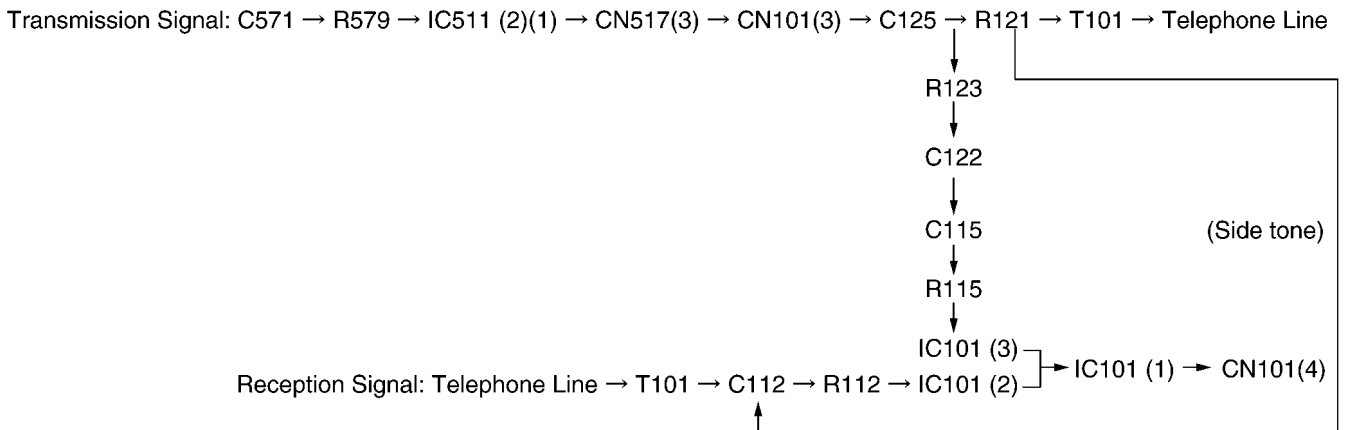 Transmission Signal: C571 → R579 → IC511 (2)(1) → CN517(3) → CN101(3) → C125 → R121 → T101 → Telephone Line
R123
C122
C115 (Side tone)
R115
IC101 (3)
IC101 (1) → CN101(4)
Reception Signal: Telephone Line → T101 → C112 → R112 → IC101 (2)